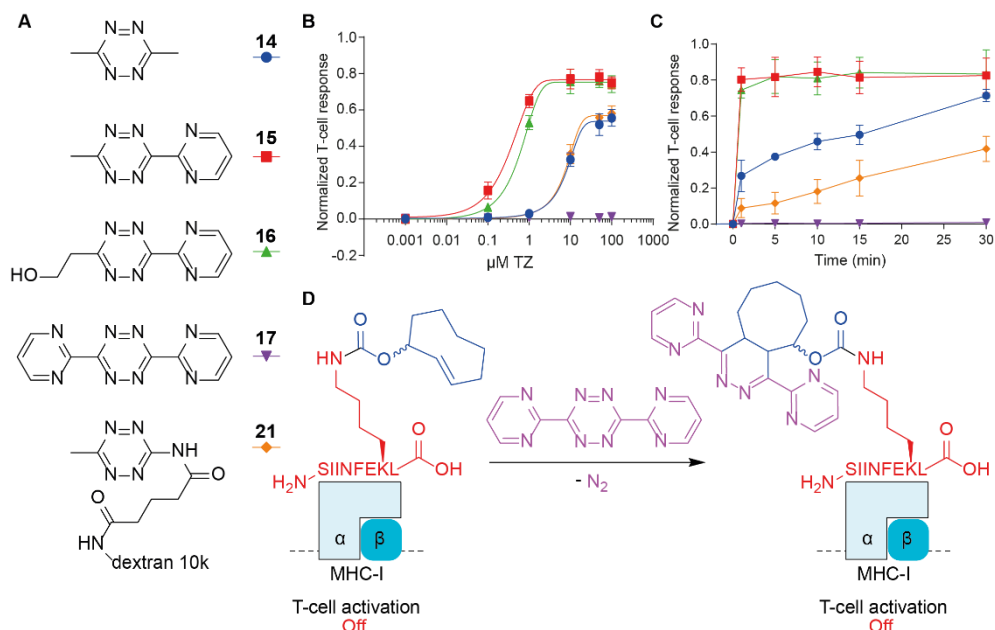 A
N=N
N=N
14
N=N
N=N
N
N
15
HO
N=N
N=N
N
N
16
N
N
N=N
N=N
N
N
17
N=N
N=N
NH
O
21
O
HN
dextran 10k
B
Normalized T-cell response
1.0
0.8
0.6
0.4
0.2
0.0
-0.2
0.001
0.01
0.1
1
10
100
1000
µM TZ
C
Normalized T-cell response
1.0
0.8
0.6
0.4
0.2
0.0
0
5
10
15
20
25
30
Time (min)
D
O
HN
O
O
OH
H₂N
SIINFEKL
α
β
MHC-I
T-cell activation
Off
N
N
N=N
N=N
N
N
- N₂
N
N
N
N
O
O
NH
N
N
O
OH
H₂N
SIINFEKL
α
β
MHC-I
T-cell activation
Off